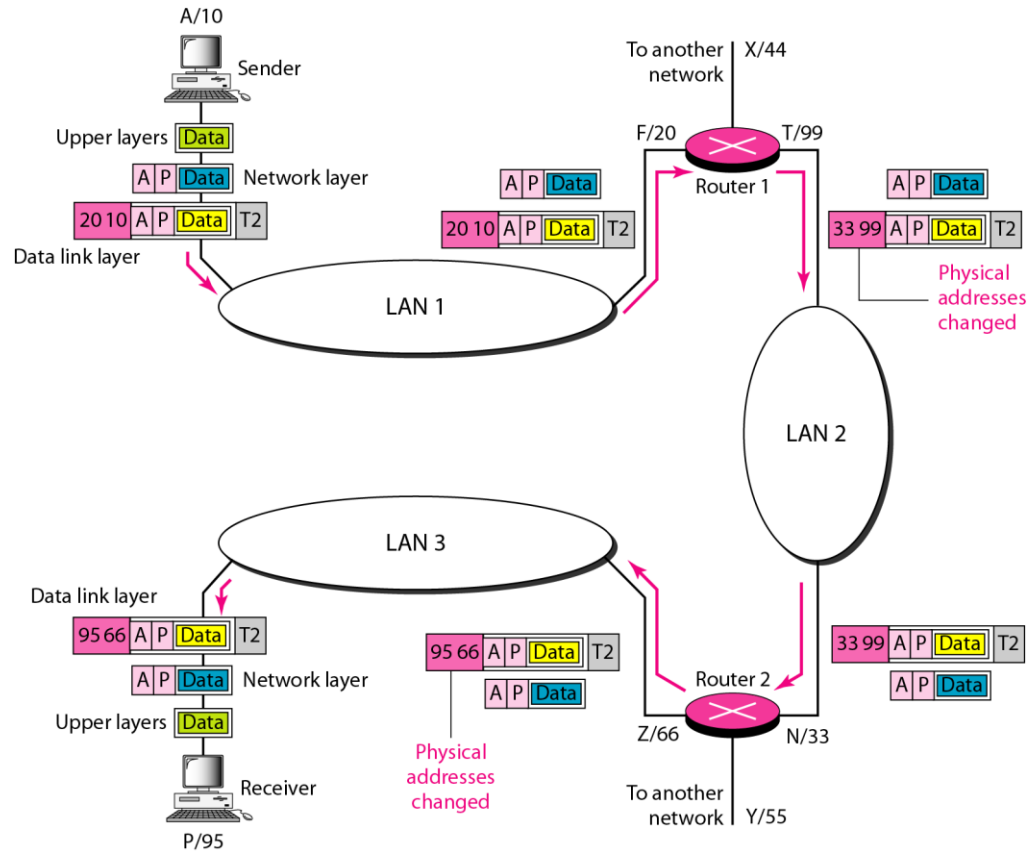 A/10
Sender
Upper layers Data
A P Data Network layer
20 10 A P Data T2
Data link layer
LAN 1
To another
network
X/44
F/20
T/99
Router 1
A P Data
20 10 A P Data T2
A P Data
33 99 A P Data T2
Physical
addresses
changed
LAN 2
33 99 A P Data T2
A P Data
Router 2
Z/66
N/33
To another
network
Y/55
95 66 A P Data T2
A P Data
Physical
addresses
changed
LAN 3
Data link layer
95 66 A P Data T2
A P Data Network layer
Upper layers Data
Receiver
P/95